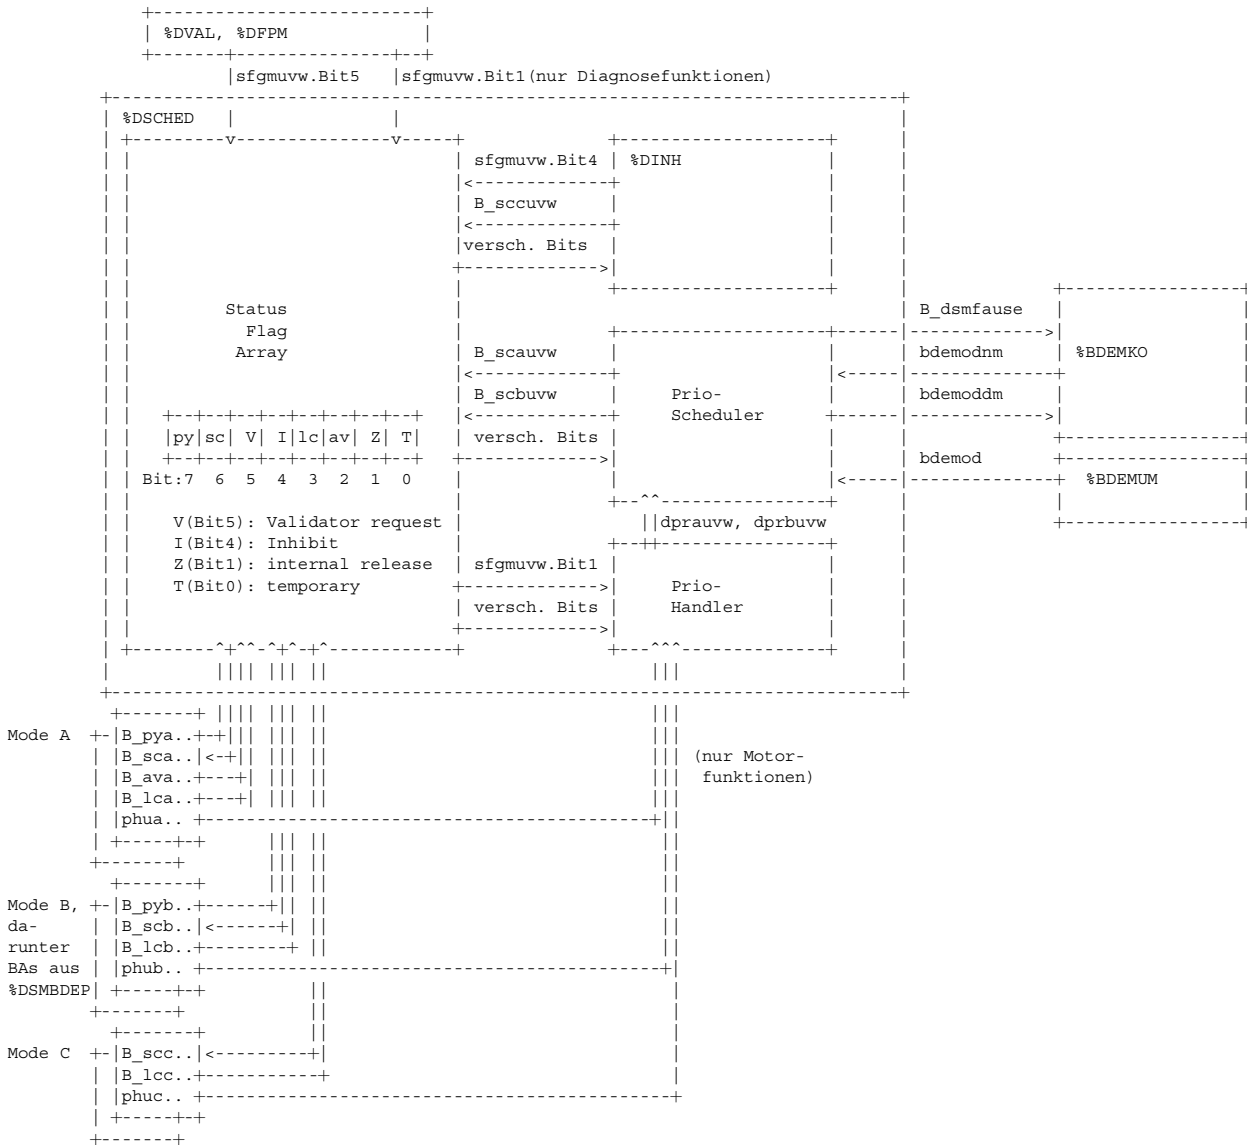 %DVAL, %DFPM
sfgmuvw.Bit5 sfgmuvw.Bit1(nur Diagnosefunktionen)
%DSCHED
sfgmuvw.Bit4 %DINH
B_sccuvw
versch. Bits
Status B_dsmfause
Flag
Array B_scauvw bdemodnm %BDEMKO
B_scbuvw Prio-
Scheduler bdemoddm
|py|sc| V| I|lc|av| Z| T| versch. Bits
bdemod
Bit:7 6 5 4 3 2 1 0 %BDEMUM
V(Bit5): Validator request dprauvw, dprbuvw
I(Bit4): Inhibit
Z(Bit1): internal release sfgmuvw.Bit1
T(Bit0): temporary Prio-
versch. Bits Handler
Mode A B_pya..
B_sca.. (nur Motor-
B_ava.. funktionen)
B_lca..
phua..
Mode B, B_pyb..
da- B_scb..
runter B_lcb..
BAs aus phub..
%DSMBDEP
Mode C B_scc..
B_lcc..
phuc..